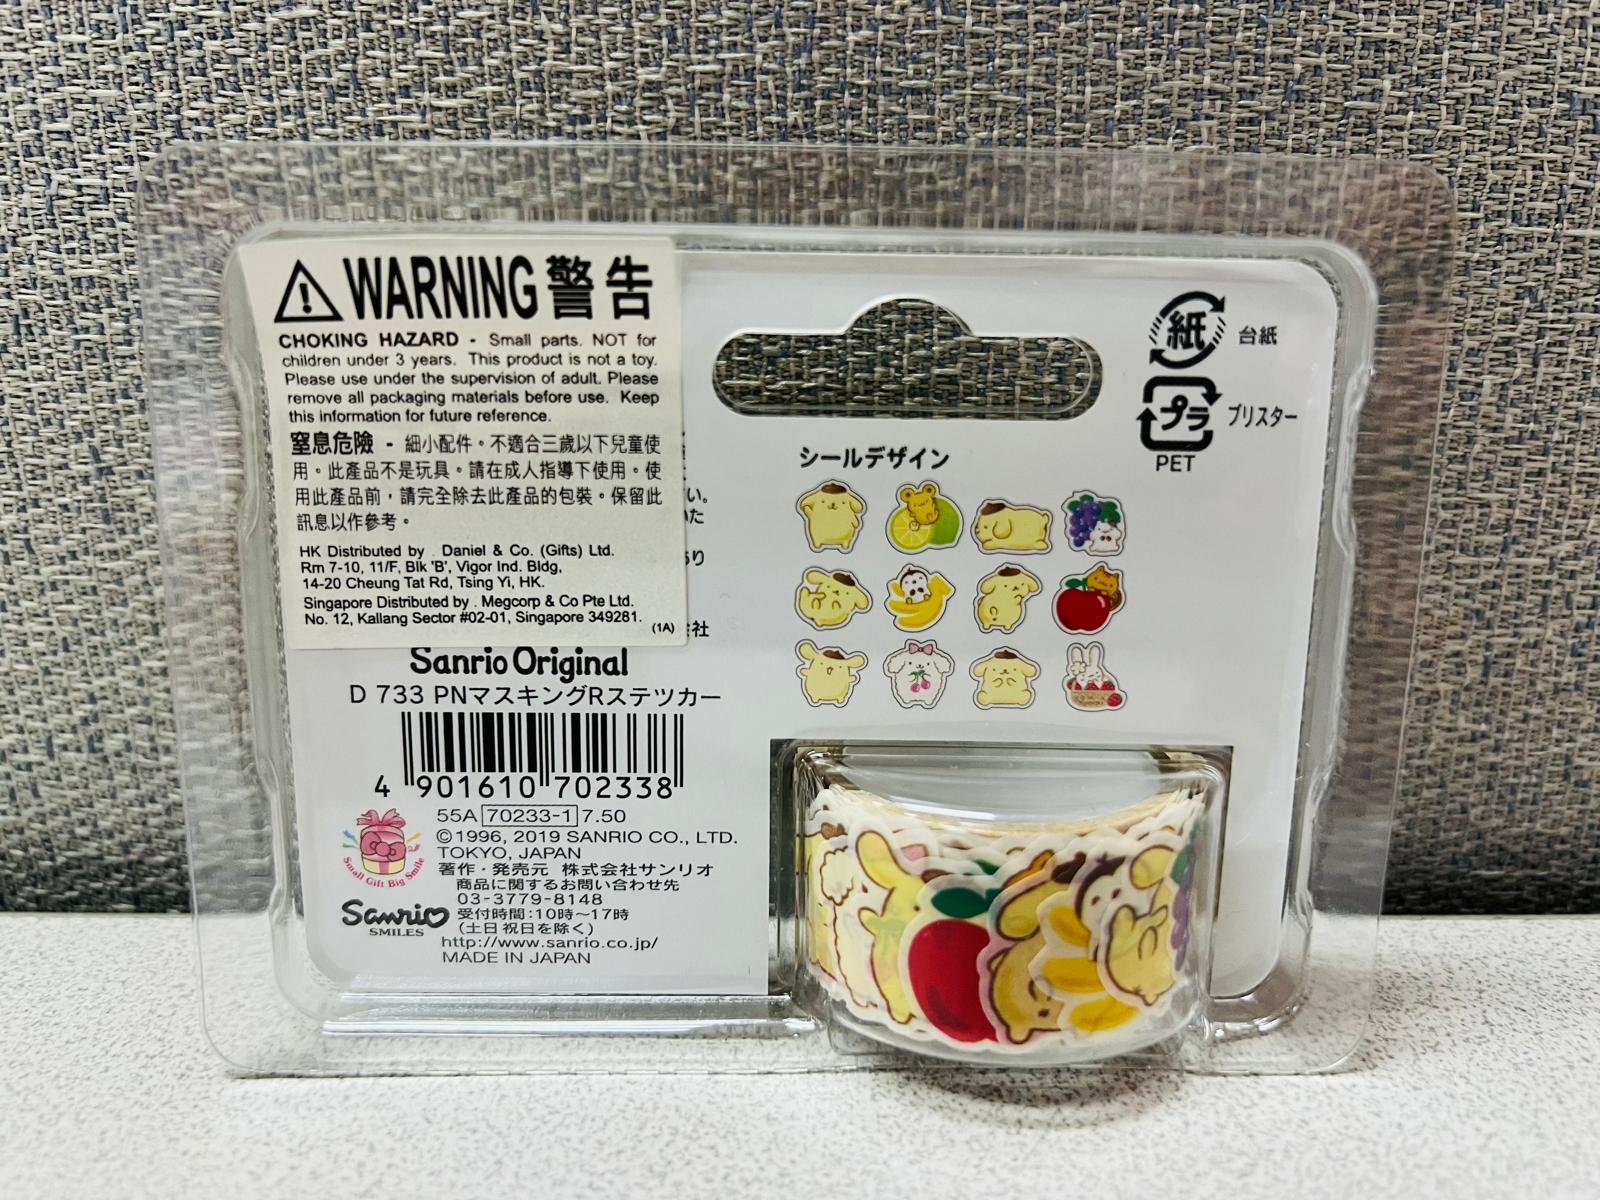 WARNING 警告
CHOKING HAZARD - Small parts. NOT for
children under 3 years. This product is not a toy.
Please use under the supervision of adult. Please
remove all packaging materials before use. Keep
this information for future reference.
窒息危險 - 細小配件。不適合三歲以下兒童使
用。此產品不是玩具。請在成人指導下使用。使
用此產品前，請完全除去此產品的包裝。保留此
訊息以作參考。
HK Distributed by . Daniel & Co. (Gifts) Ltd.
Rm 7-10, 11/F, Blk 'B', Vigor Ind. Bldg,
14-20 Cheung Tat Rd, Tsing Yi, HK.
Singapore Distributed by . Megcorp & Co Pte Ltd.
No. 12, Kallang Sector #02-01, Singapore 349281.
(1A)
い。
いた
あり
社
Sanrio Original
D 733 PNマスキングRステツカー
4 901610 702338
55A 70233-1 7.50
©1996, 2019 SANRIO CO., LTD.
TOKYO, JAPAN
著作・発売元 株式会社サンリオ
商品に関するお問い合わせ先
03-3779-8148
受付時間:10時～17時
(土日祝日を除く)
http://www.sanrio.co.jp/
MADE IN JAPAN
Small Gift Big Smile
Sanrio
SMILES
紙 台紙
プラ ブリスター
PET
シールデザイン